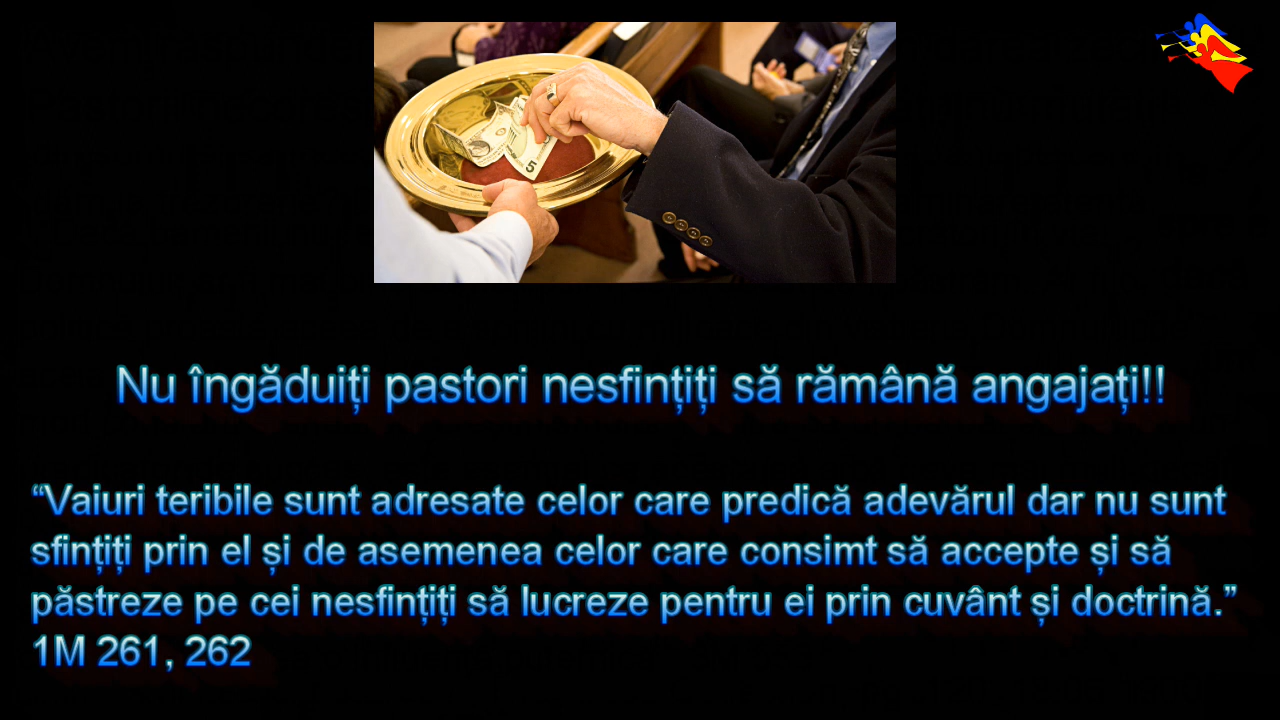 5
Nu îngăduiți pastori nesfințiți să rămână angajați!!
“Vaiuri teribile sunt adresate celor care predică adevărul dar nu sunt
sfințiți prin el și de asemenea celor care consimt să accepte și să
păstreze pe cei nesfințiți să lucreze pentru ei prin cuvânt și doctrină.”
1M 261, 262